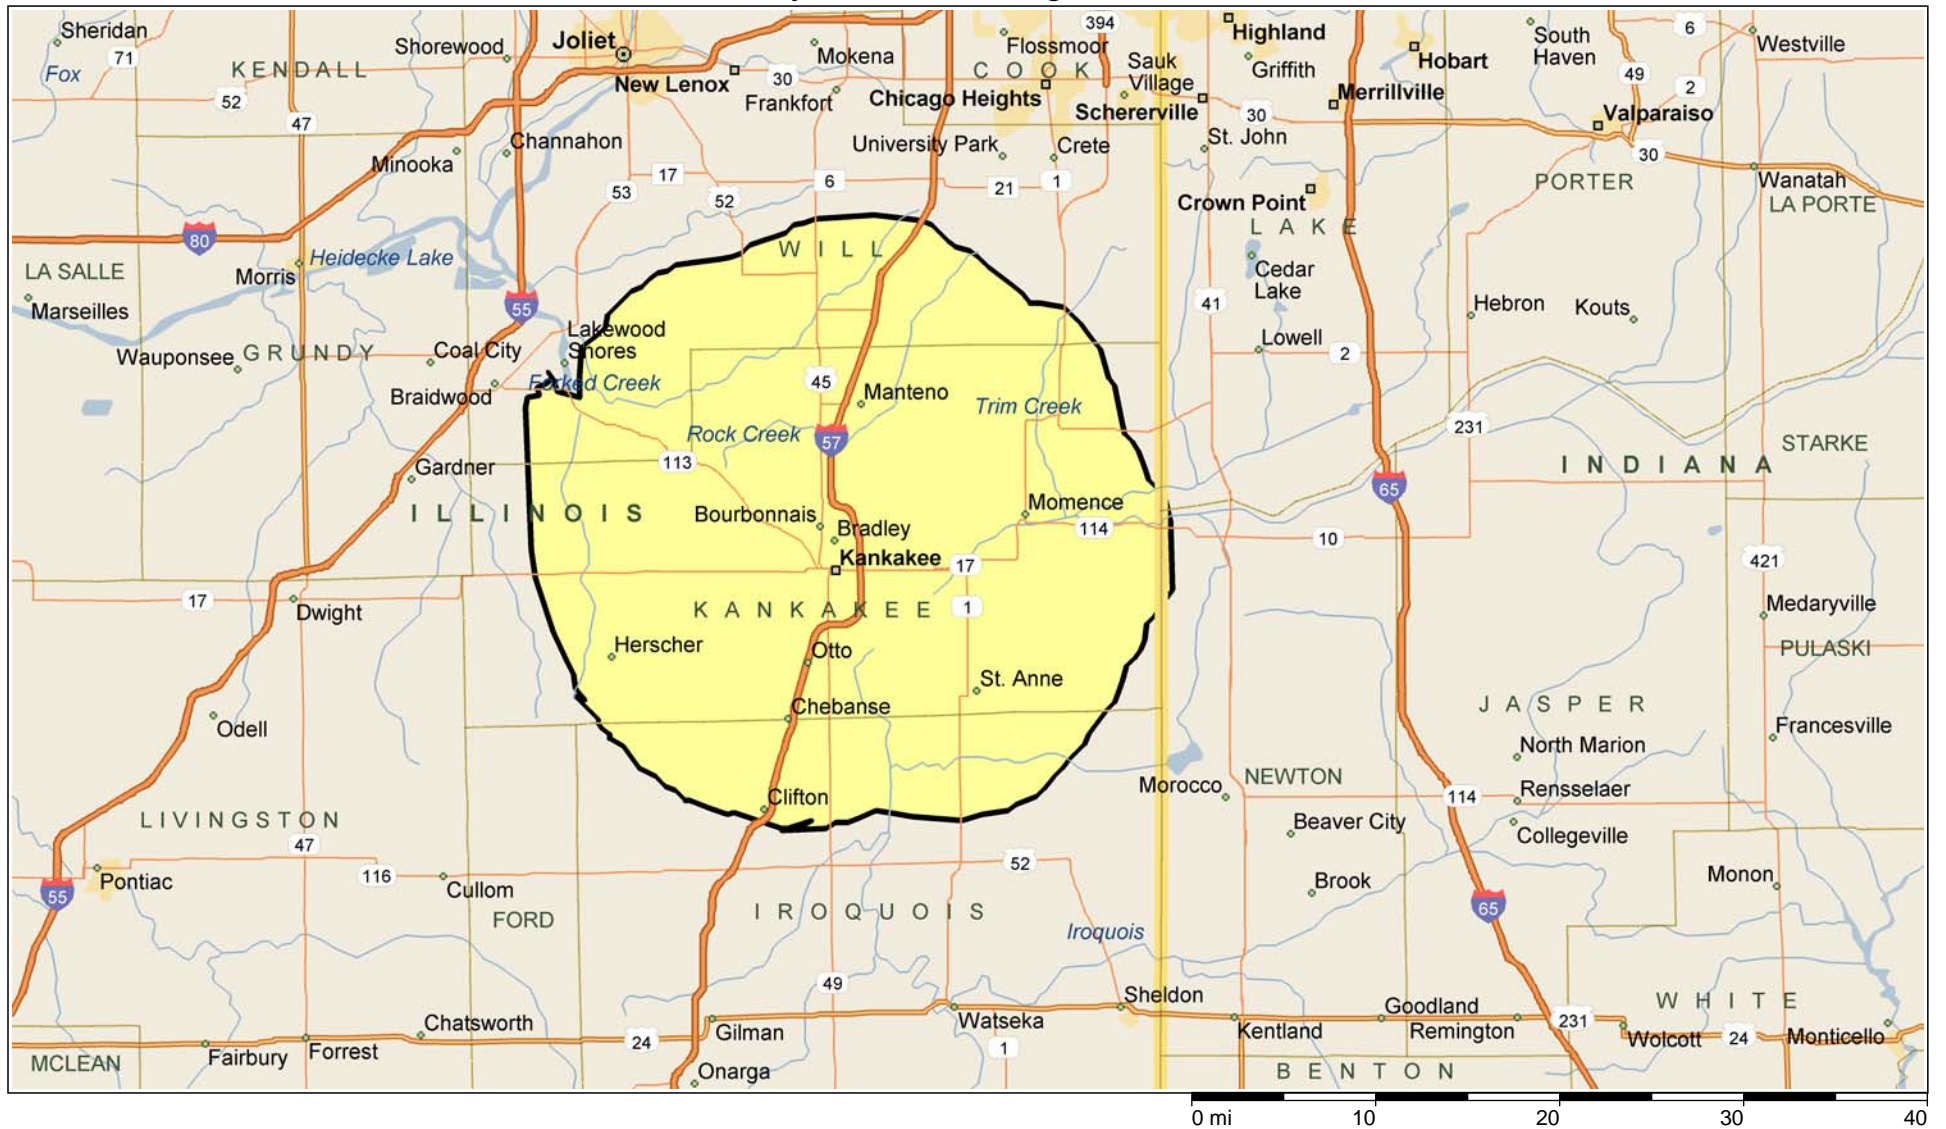 394
6
Sheridan
Highland
South
Haven
Joliet
Shorewood
Flossmoor
Westville
71
Mokena
Hobart
Sauk
Village
Griffith
KENDALL
COOK
Fox
49
30
New Lenox
2
52
Frankfort
Chicago Heights
Merrillville
Schererville
30
Valparaiso
47
Channahon
St. John
University Park
Crete
30
Minooka
17
6
21
1
PORTER
Wanatah
53
52
Crown Point
LA PORTE
LAKE
80
WILL
Heidecke Lake
LA SALLE
Morris
Cedar
Lake
Marseilles
55
41
Hebron
Kouts
Lakewood
Shores
Lowell
Wauponsee
GRUNDY
Coal City
2
45
Forked Creek
Manteno
Braidwood
Trim Creek
231
Rock Creek
57
STARKE
113
INDIANA
Gardner
65
Momence
ILLINOIS
Bourbonnais
Bradley
114
10
Kankakee
17
421
17
Dwight
KANKAKEE
1
Medaryville
Herscher
Otto
PULASKI
St. Anne
Chebanse
JASPER
Odell
Francesville
North Marion
Morocco
NEWTON
Clifton
114
Rensselaer
LIVINGSTON
Beaver City
Collegeville
47
52
Pontiac
116
Cullom
Brook
Monon
55
FORD
IROQUOIS
65
Iroquois
49
Sheldon
Goodland
WHITE
Chatsworth
Gilman
Watseka
Kentland
Remington
231
Wolcott
24
Monticello
24
Fairbury
Forrest
1
MCLEAN
Onarga
BENTON
0 mi 10 20 30 40